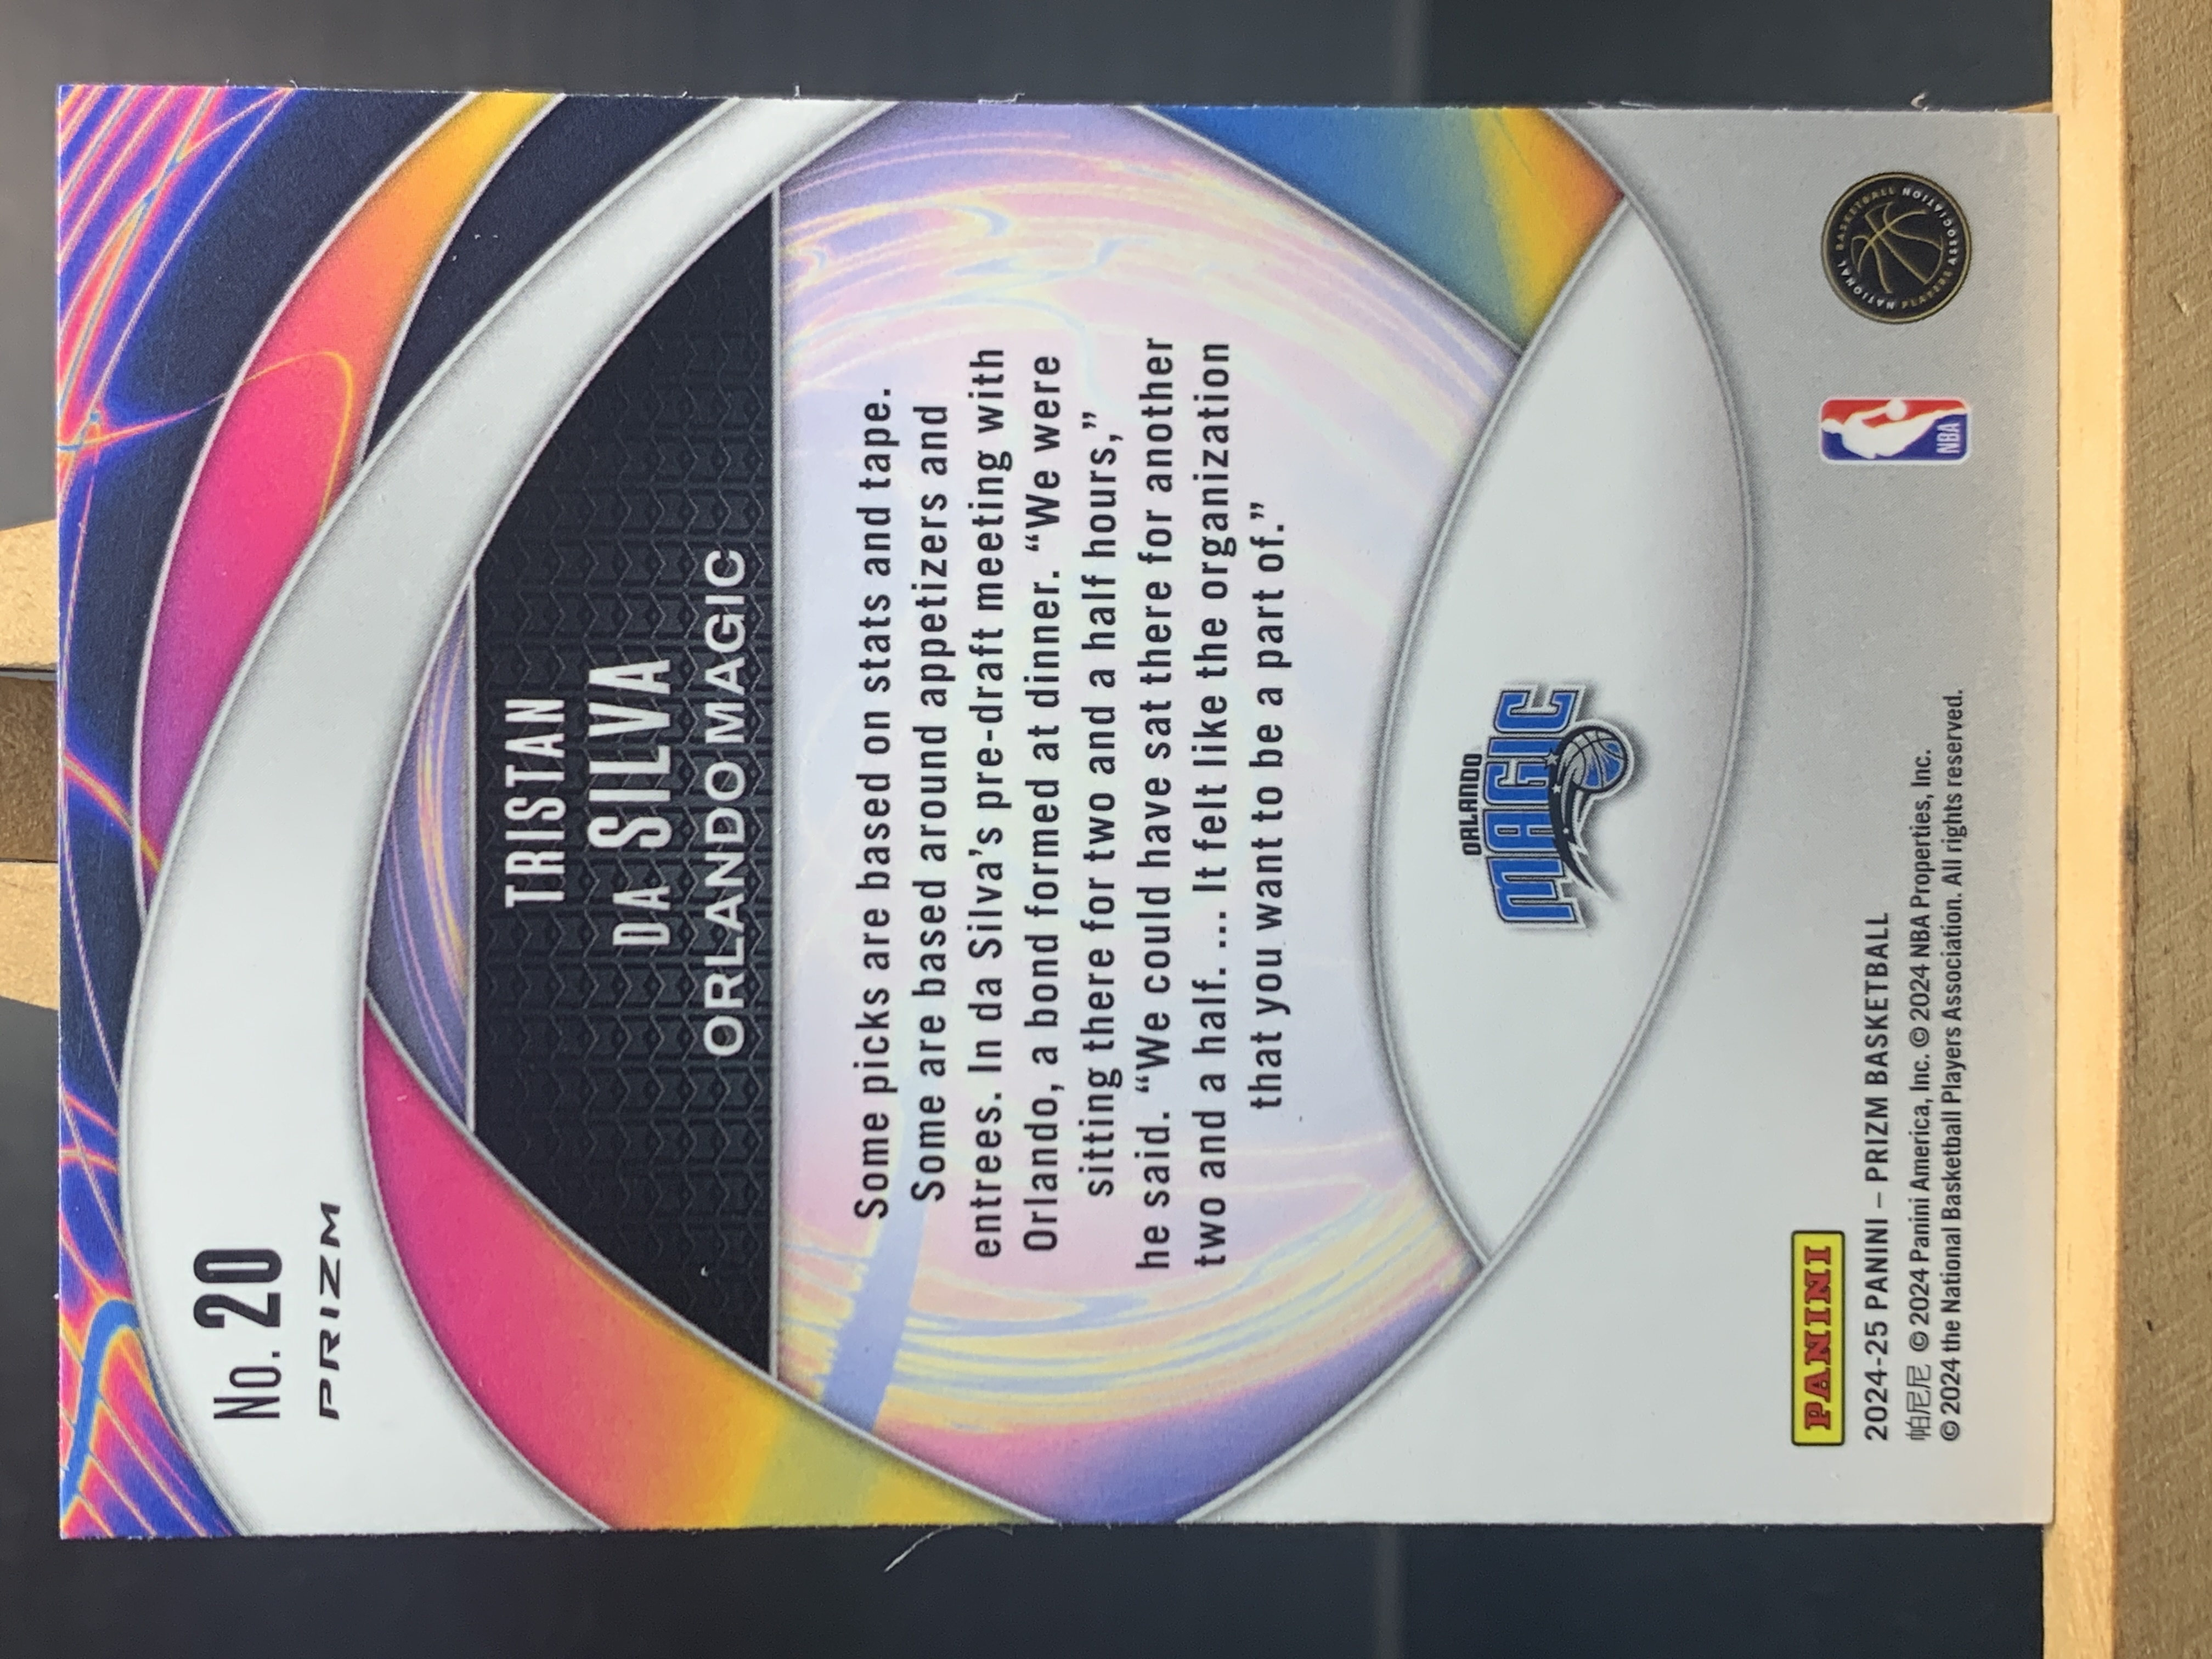 No. 20
PRIZM
TRISTAN
DA SILVA
ORLANDO MAGIC
Some picks are based on stats and tape.
Some are based around appetizers and
entrees. In da Silva’s pre-draft meeting with
Orlando, a bond formed at dinner. “We were
sitting there for two and a half hours,”
he said. “We could have sat there for another
two and a half. ... It felt like the organization
that you want to be a part of.”
ORLANDO
MAGIC
PANINI
2024-25 PANINI – PRIZM BASKETBALL
帕尼尼 © 2024 Panini America, Inc. © 2024 NBA Properties, Inc.
© 2024 the National Basketball Players Association. All rights reserved.
NBA
NATIONAL BASKETBALL
PLAYERS ASSOCIATION